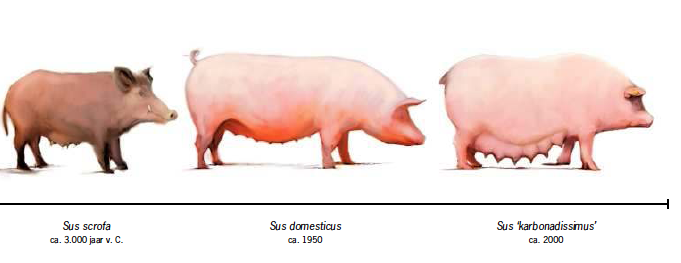 Sus scrofa
ca. 3.000 jaar v. C.
Sus domesticus
ca. 1950
Sus ‘karbonadissimus’
ca. 2000